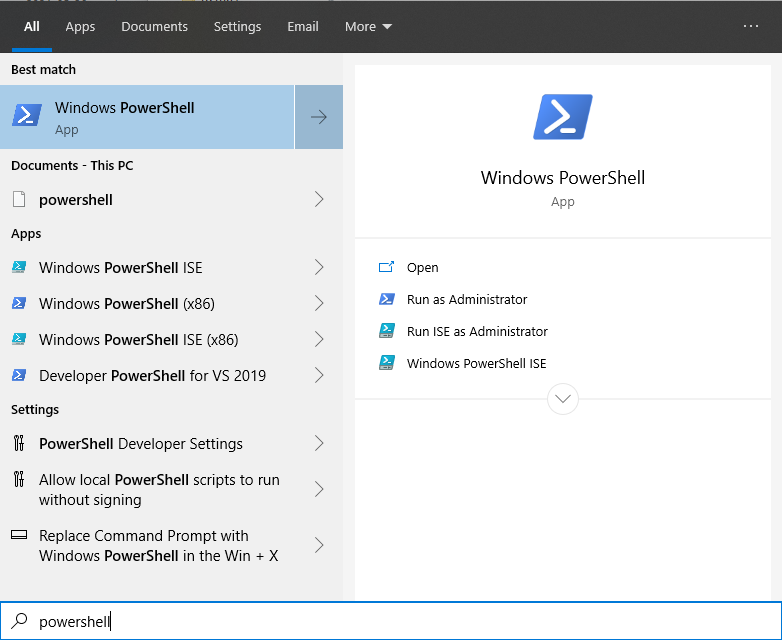 All Apps Documents Settings Email More ...
Best match
Windows PowerShell
App
Documents - This PC
powershell
Apps
Windows PowerShell ISE
Windows PowerShell (x86)
Windows PowerShell ISE (x86)
Developer PowerShell for VS 2019
Settings
PowerShell Developer Settings
Allow local PowerShell scripts to run
without signing
Replace Command Prompt with
Windows PowerShell in the Win + X
Windows PowerShell
App
Open
Run as Administrator
Run ISE as Administrator
Windows PowerShell ISE
powershell